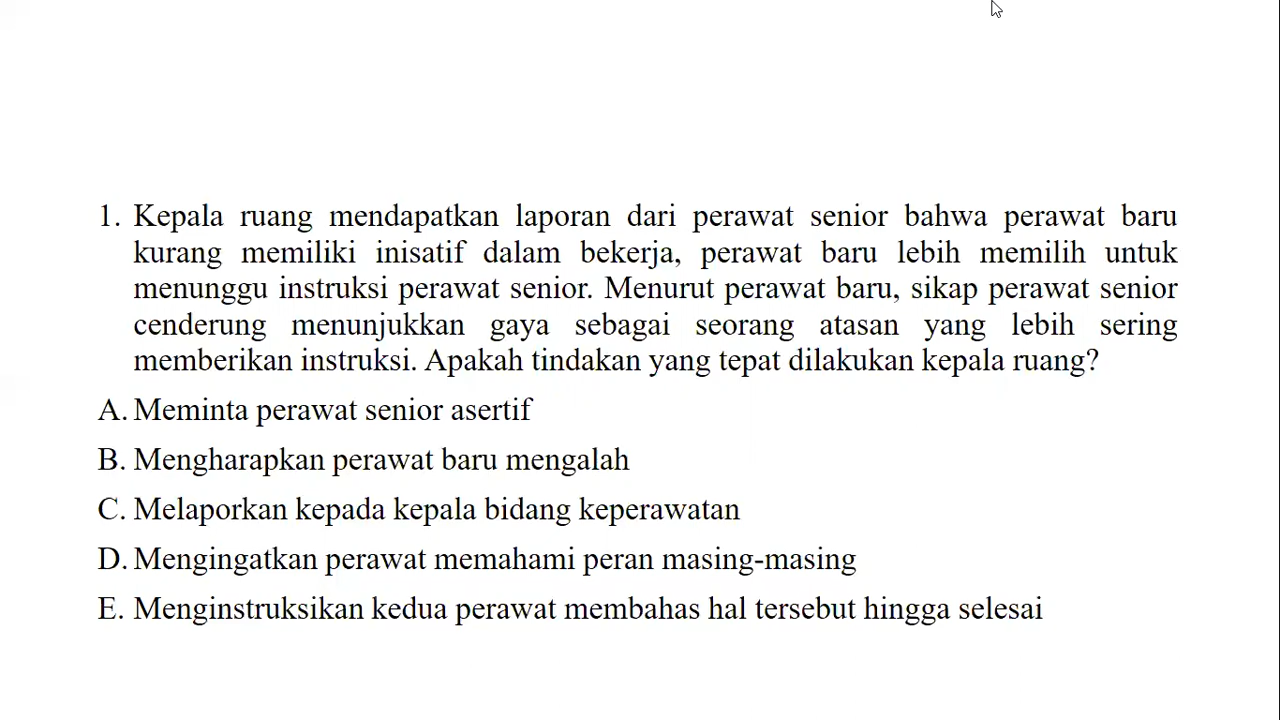 1. Kepala ruang mendapatkan laporan dari perawat senior bahwa perawat baru
kurang memiliki inisatif dalam bekerja, perawat baru lebih memilih untuk
menunggu instruksi perawat senior. Menurut perawat baru, sikap perawat senior
cenderung menunjukkan gaya sebagai seorang atasan yang lebih sering
memberikan instruksi. Apakah tindakan yang tepat dilakukan kepala ruang?
A. Meminta perawat senior asertif
B. Mengharapkan perawat baru mengalah
C. Melaporkan kepada kepala bidang keperawatan
D. Mengingatkan perawat memahami peran masing-masing
E. Menginstruksikan kedua perawat membahas hal tersebut hingga selesai